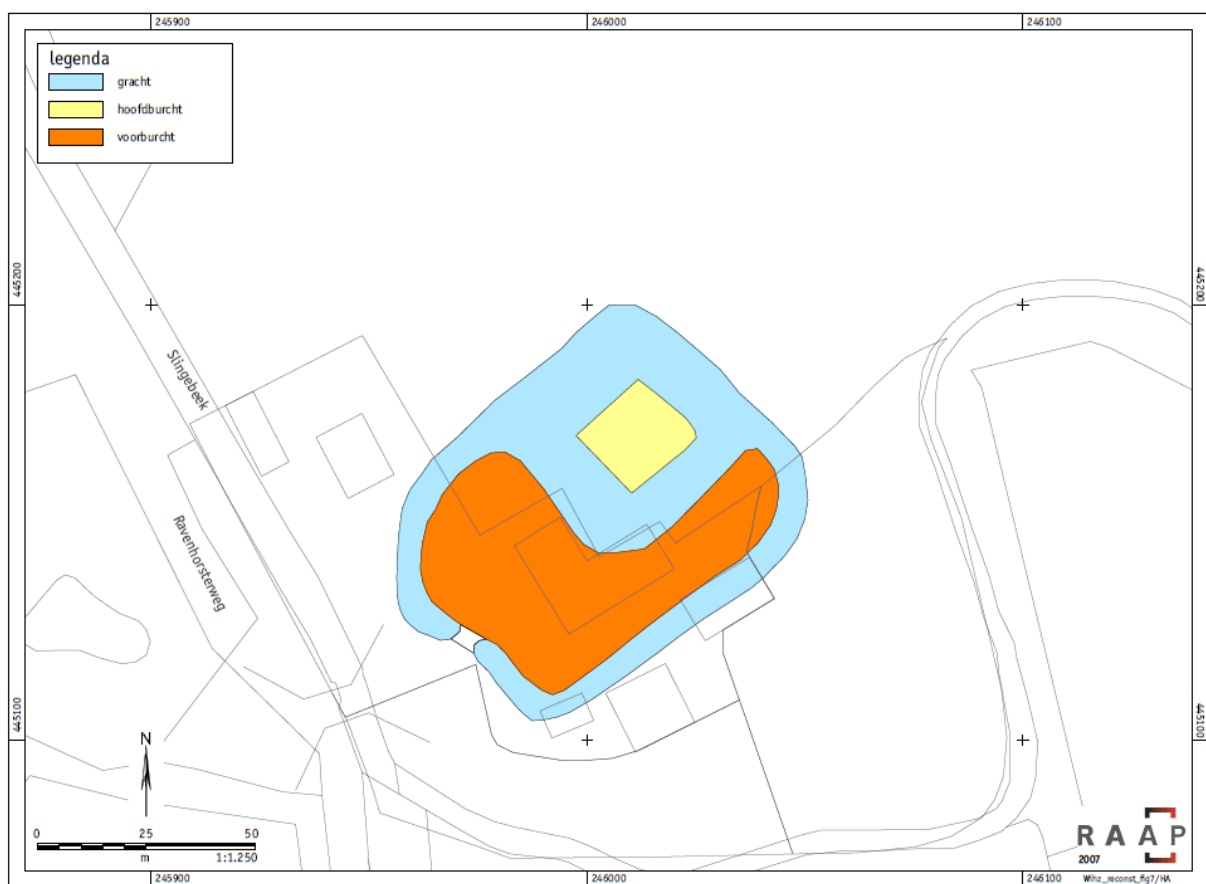 245900
246000
246100
legenda
gracht
hoofdburcht
voorburcht
445200
445200
Slingebeek
Ravenhorsterweg
445100
445100
N
0 25 50
m 1:1.250
RAAP
2007
245900
246000
246100
Wlhz_reconst_fig7/HA